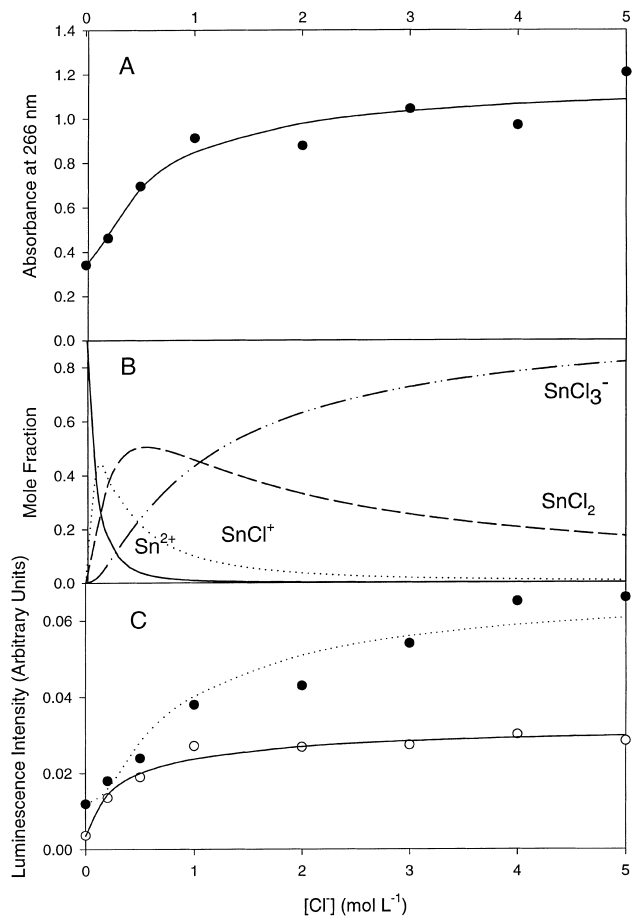 0 1 2 3 4 5
1.4
A
1.2
1.0
0.8
0.6
0.4
0.2
0.0
Absorbance at 266 nm
B
0.8
0.6
0.4
0.2
0.0
Mole Fraction
SnCl3-
SnCl2
SnCl+
Sn2+
C
0.06
0.04
0.02
0.00
Luminescence Intensity (Arbitrary Units)
0 1 2 3 4 5
[Cl-] (mol L-1)